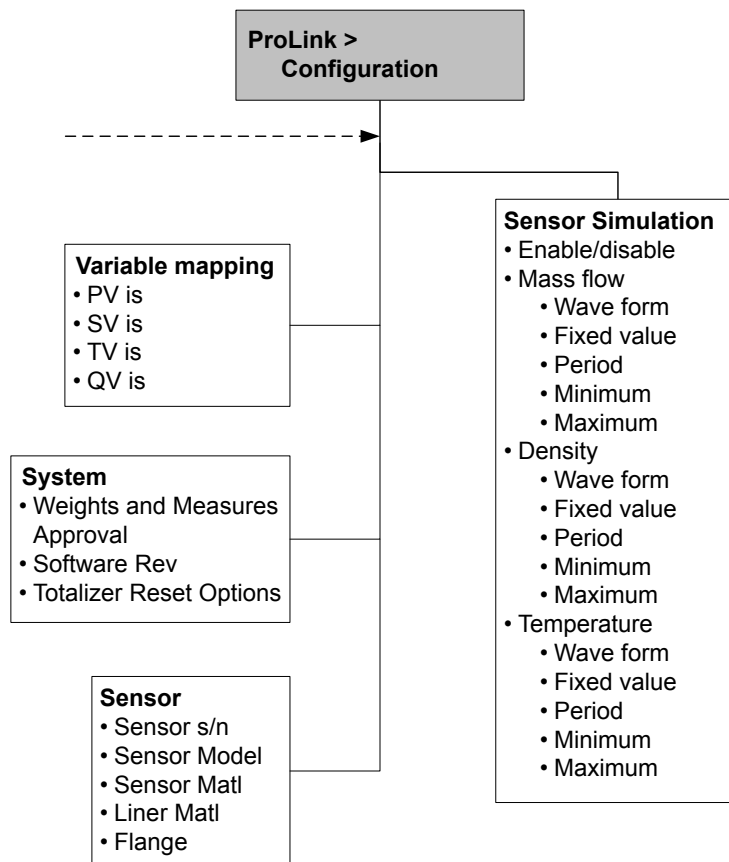 ProLink >
Configuration
Variable mapping
• PV is
• SV is
• TV is
• QV is
System
• Weights and Measures
Approval
• Software Rev
• Totalizer Reset Options
Sensor
• Sensor s/n
• Sensor Model
• Sensor Matl
• Liner Matl
• Flange
Sensor Simulation
• Enable/disable
• Mass flow
• Wave form
• Fixed value
• Period
• Minimum
• Maximum
• Density
• Wave form
• Fixed value
• Period
• Minimum
• Maximum
• Temperature
• Wave form
• Fixed value
• Period
• Minimum
• Maximum